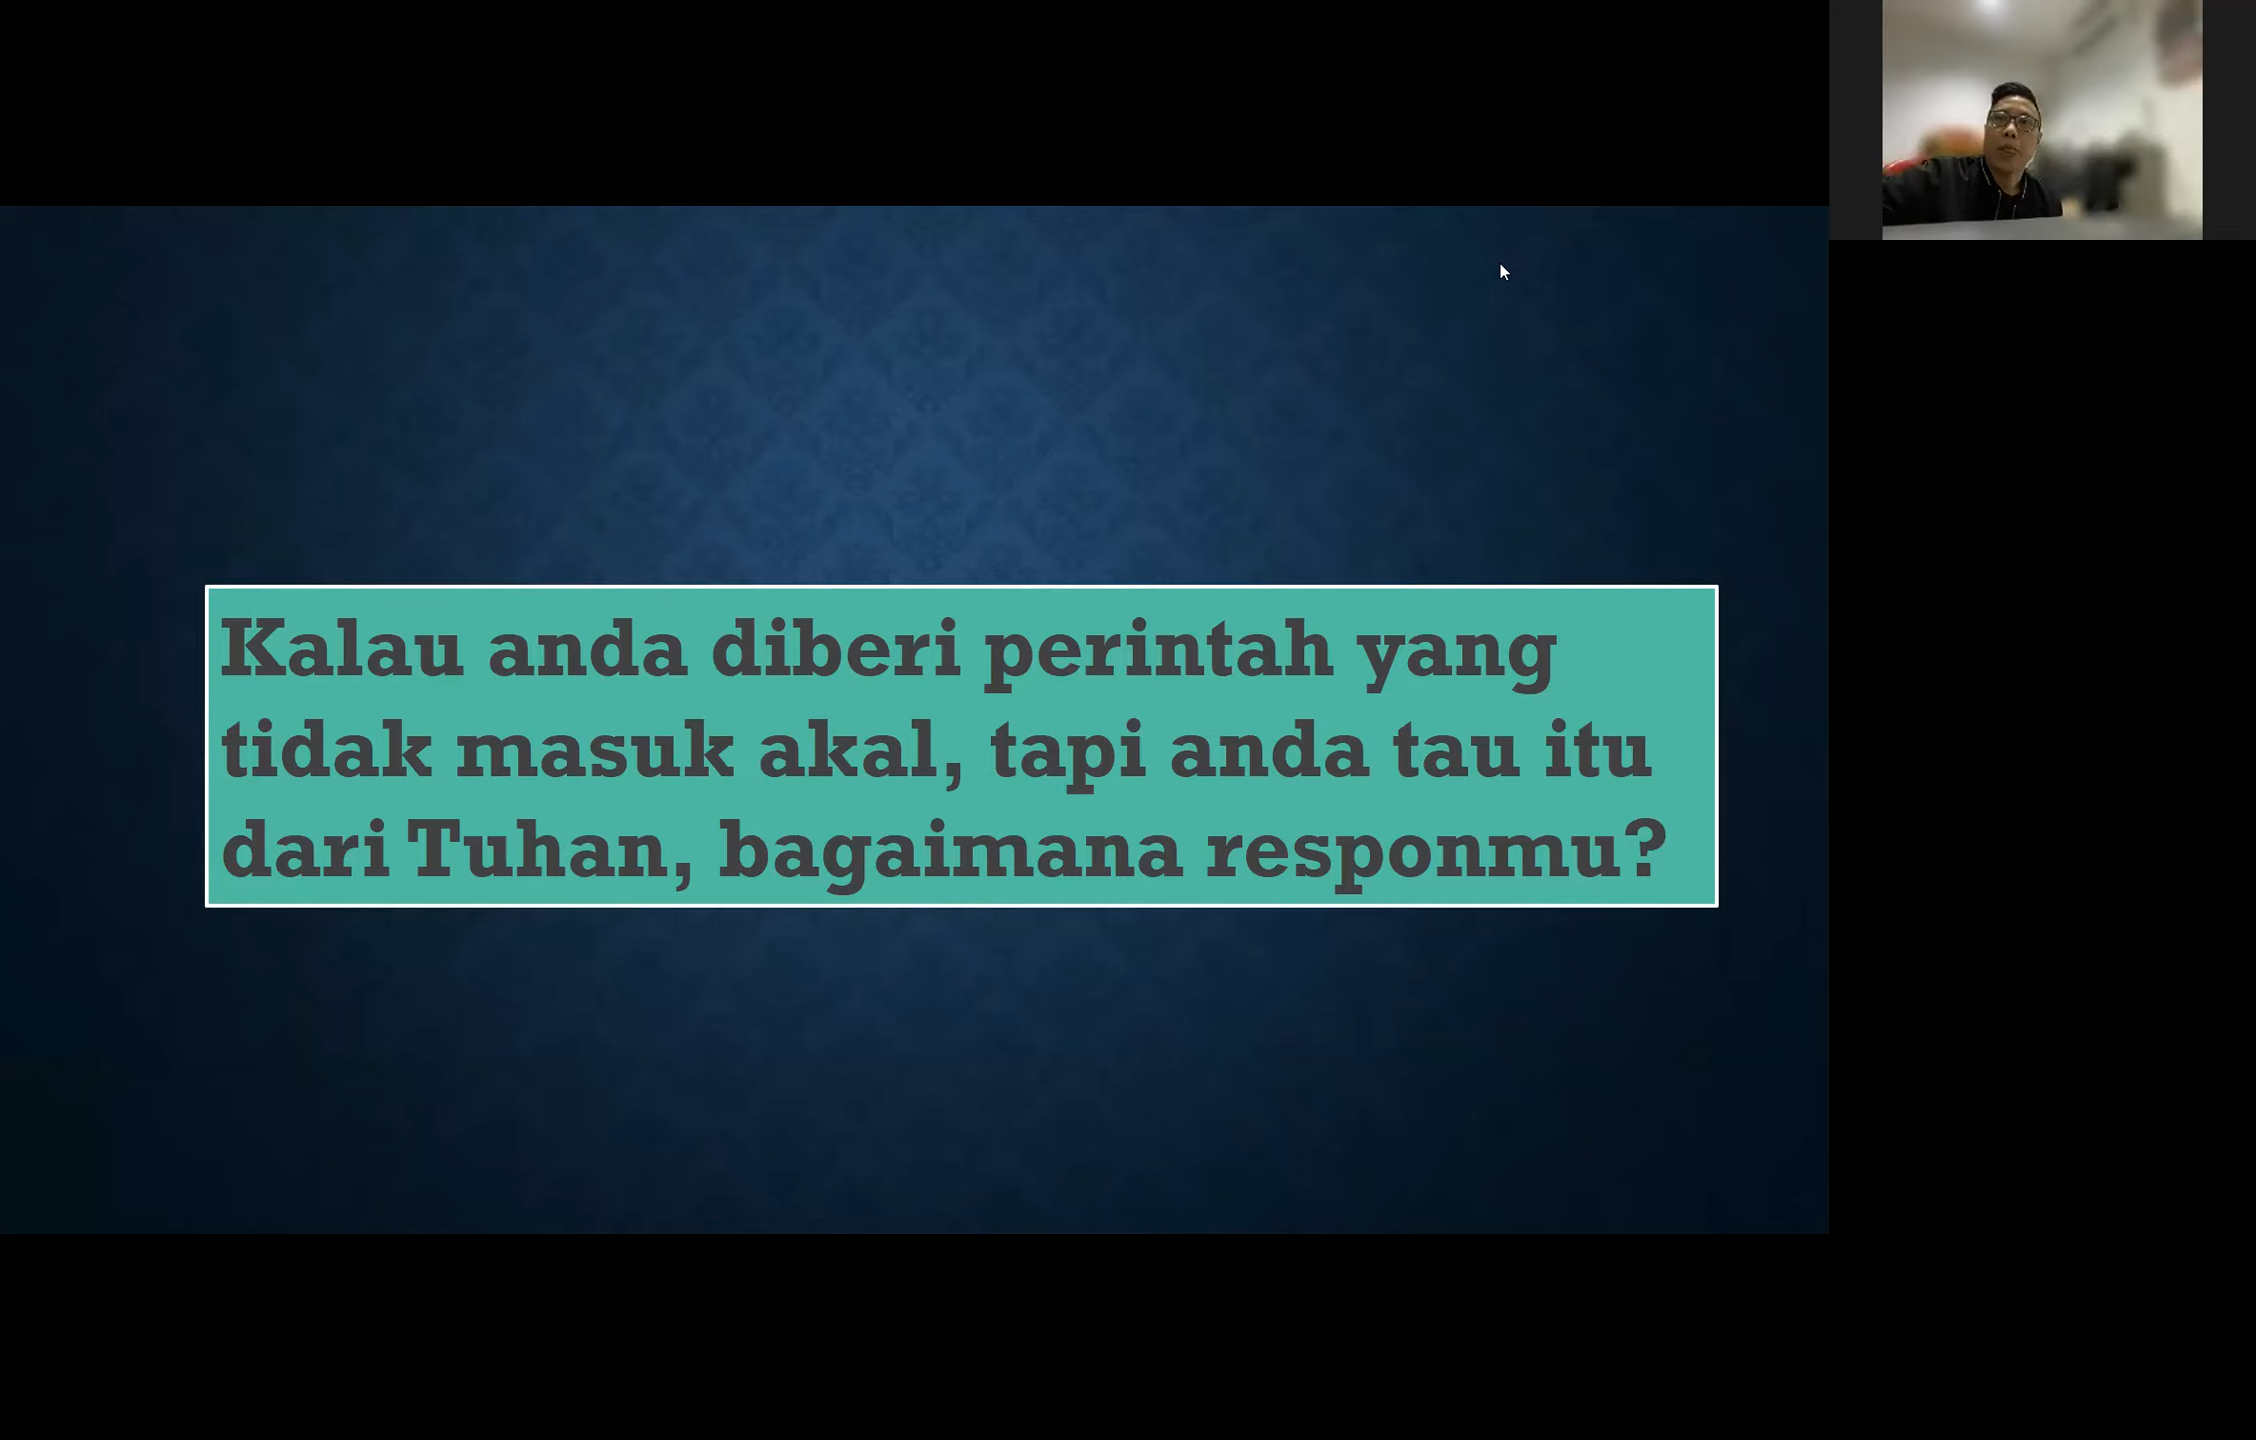 Kalau anda diberi perintah yang
tidak masuk akal, tapi anda tau itu
dari Tuhan, bagaimana responmu?